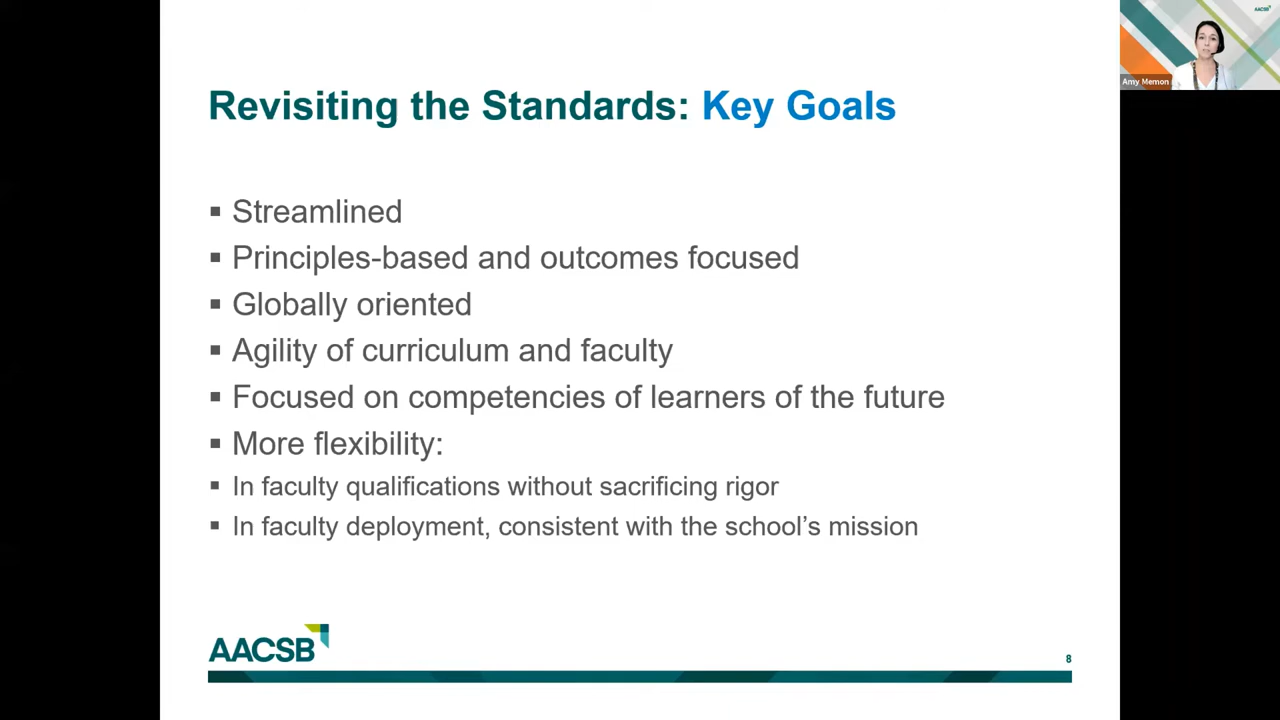 AACSB
Amy Memon
Revisiting the Standards: Key Goals
▪ Streamlined
▪ Principles-based and outcomes focused
▪ Globally oriented
▪ Agility of curriculum and faculty
▪ Focused on competencies of learners of the future
▪ More flexibility:
▪ In faculty qualifications without sacrificing rigor
▪ In faculty deployment, consistent with the school’s mission
AACSB
8